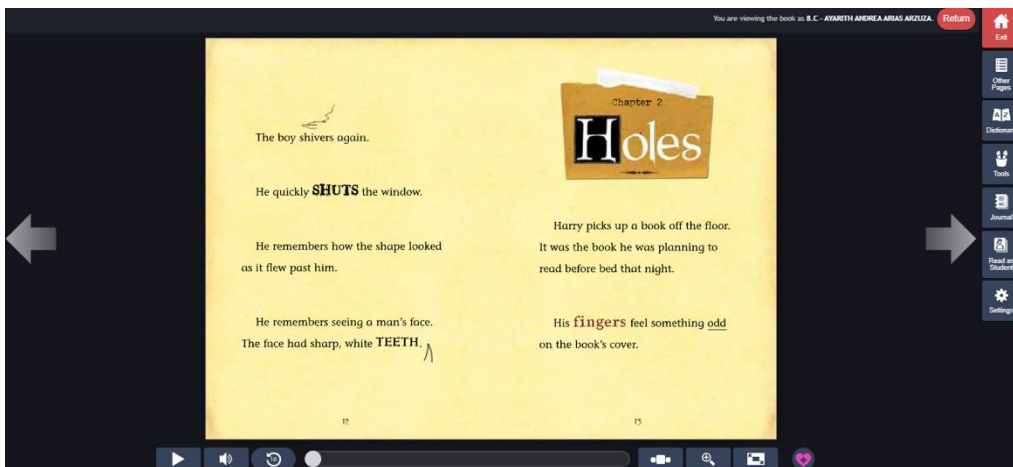 You are viewing the book as 8.C - AYARITH ANDREA ARIAS ARZUZA.
Return
Exit
Other
Pages
AZ
Dictionar
Tools
Journal
Read as
Student
Settings
The boy shivers again.
He quickly SHUTS the window.
He remembers how the shape looked
as it flew past him.
He remembers seeing a man's face.
The face had sharp, white TEETH.
12
Chapter 2
Holes
Harry picks up a book off the floor.
It was the book he was planning to
read before bed that night.
His fingers feel something odd
on the book's cover.
13
10